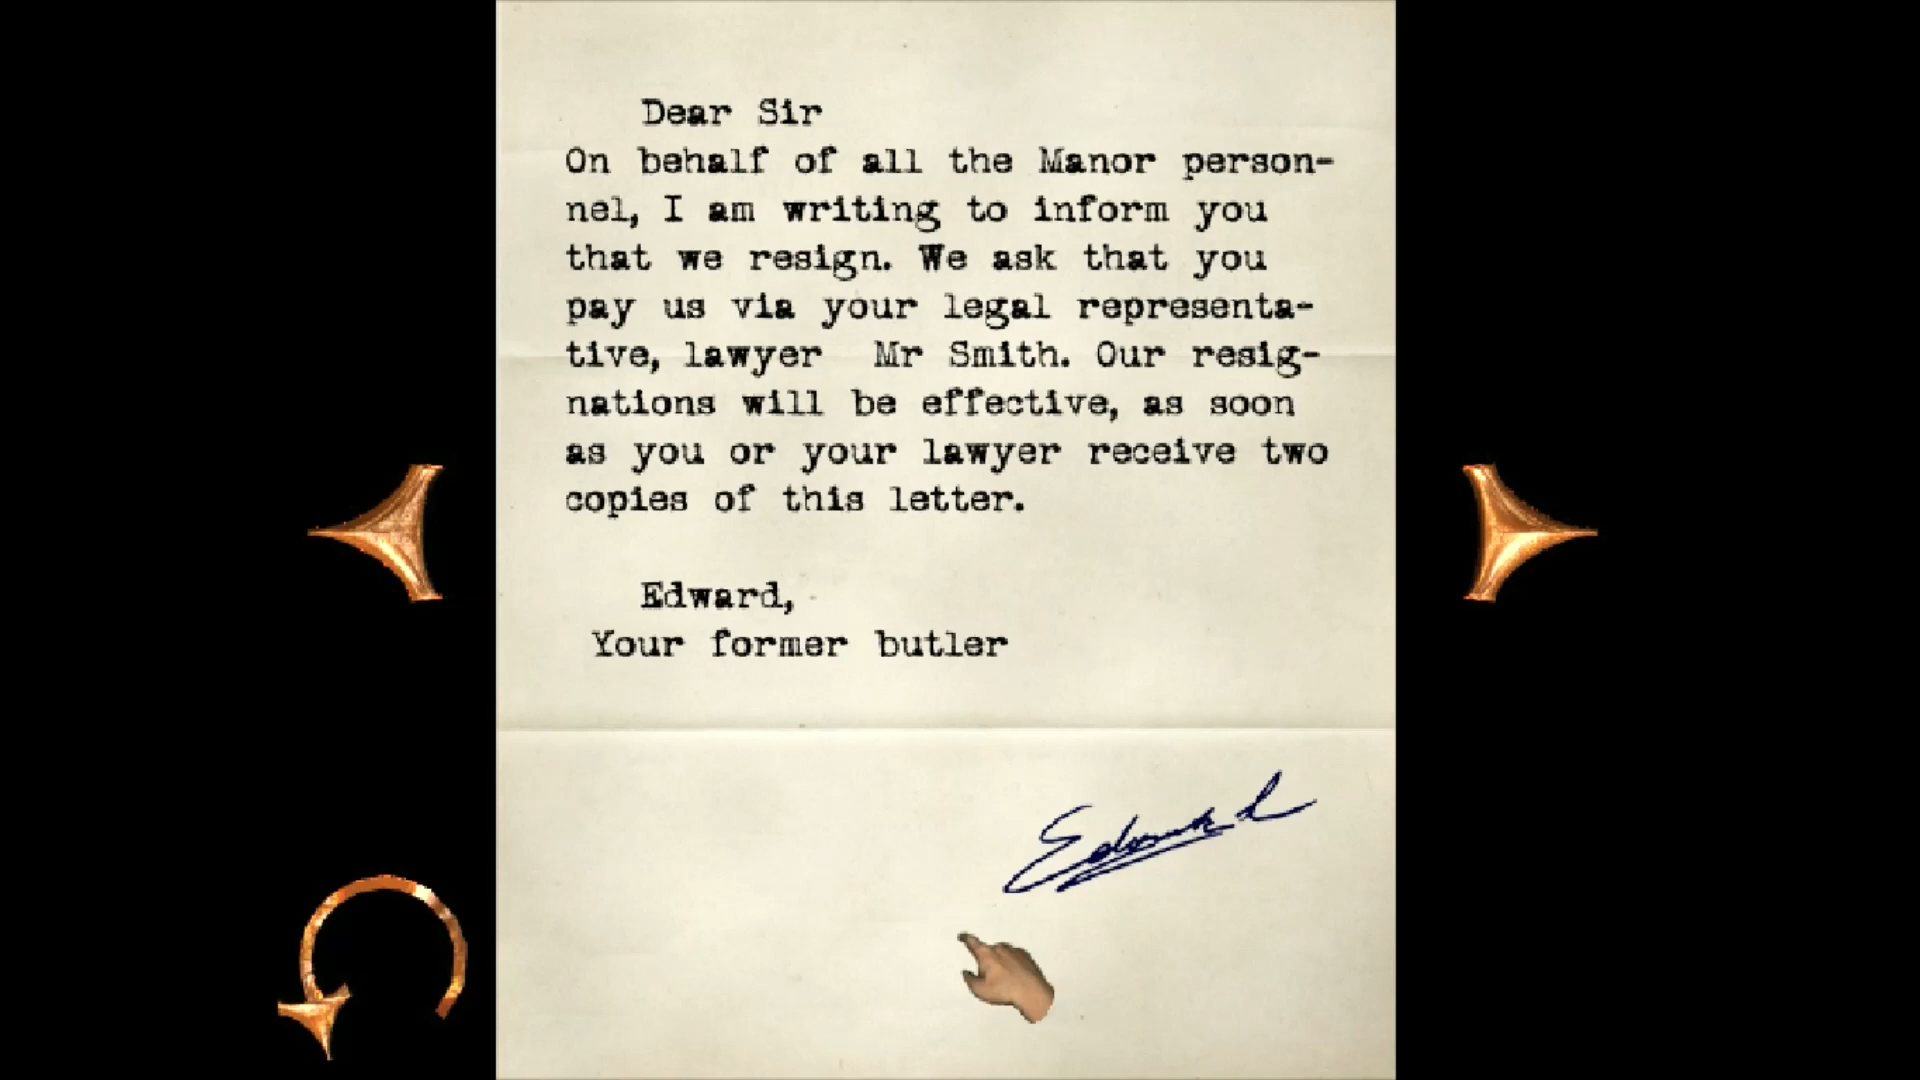 Dear Sir
On behalf of all the Manor person-
nel, I am writing to inform you
that we resign. We ask that you
pay us via your legal representa-
tive, lawyer  Mr Smith. Our resig-
nations will be effective, as soon
as you or your lawyer receive two
copies of this letter.
Edward,
Your former butler
Edward